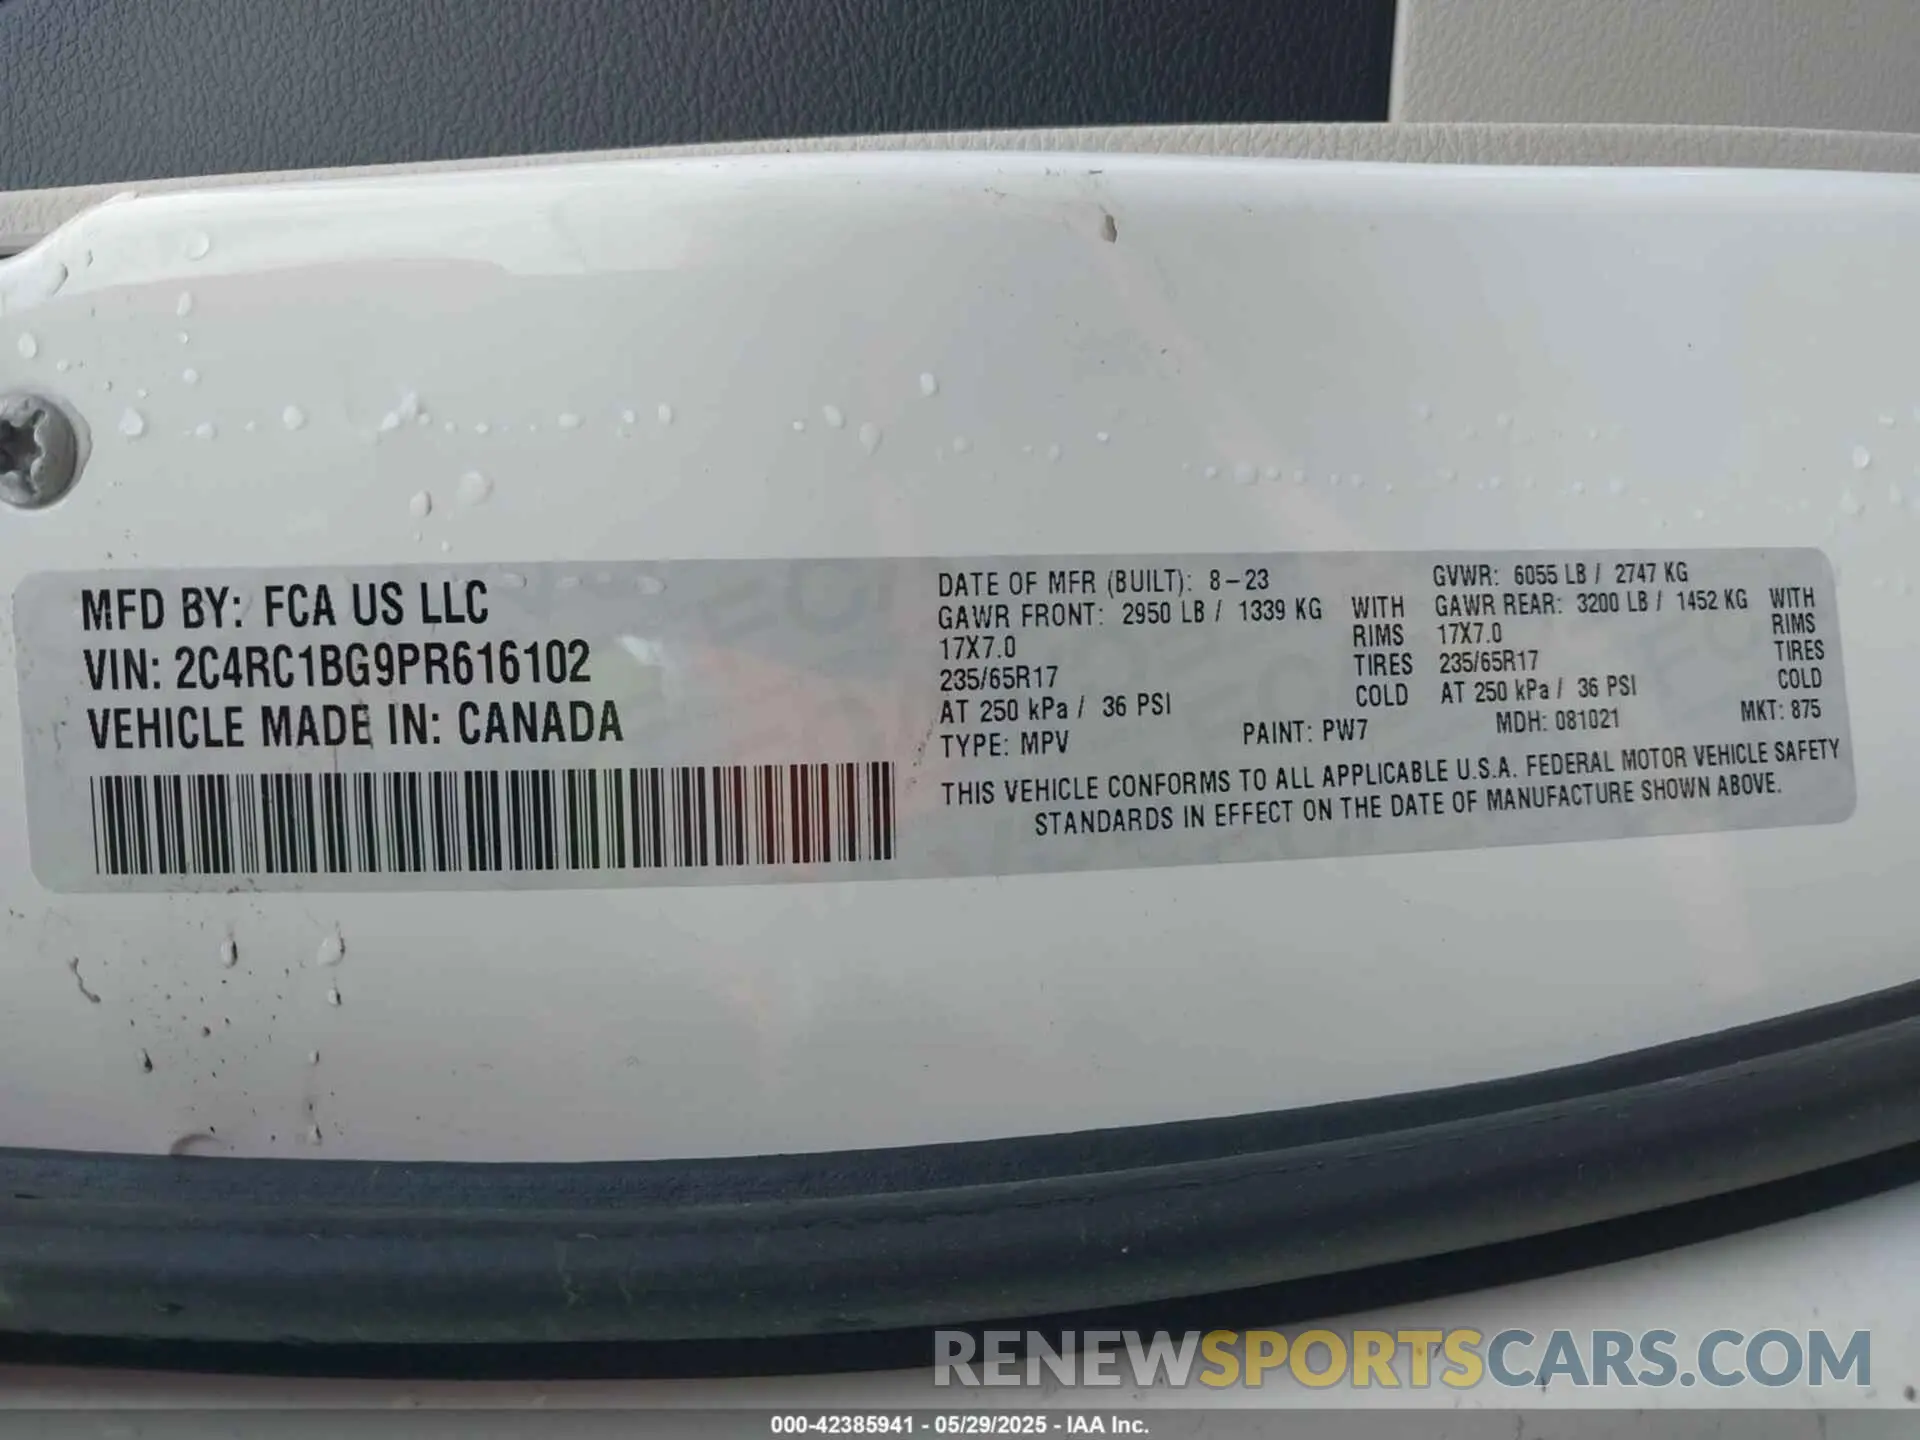 MFD BY: FCA US LLC
VIN: 2C4RC1BG9PR616102
VEHICLE MADE IN: CANADA
DATE OF MFR (BUILT): 8-23 GVWR: 6055 LB / 2747 KG
GAWR FRONT: 2950 LB / 1339 KG WITH GAWR REAR: 3200 LB / 1452 KG WITH
17X7.0 RIMS 17X7.0 RIMS
235/65R17 TIRES 235/65R17 TIRES
AT 250 kPa / 36 PSI COLD AT 250 kPa / 36 PSI COLD
TYPE: MPV PAINT: PW7 MDH: 081021 MKT: 875
THIS VEHICLE CONFORMS TO ALL APPLICABLE U.S.A. FEDERAL MOTOR VEHICLE SAFETY
STANDARDS IN EFFECT ON THE DATE OF MANUFACTURE SHOWN ABOVE.
RENEWSPORTSCARS.COM
000-42385941 - 05/29/2025 - IAA Inc.